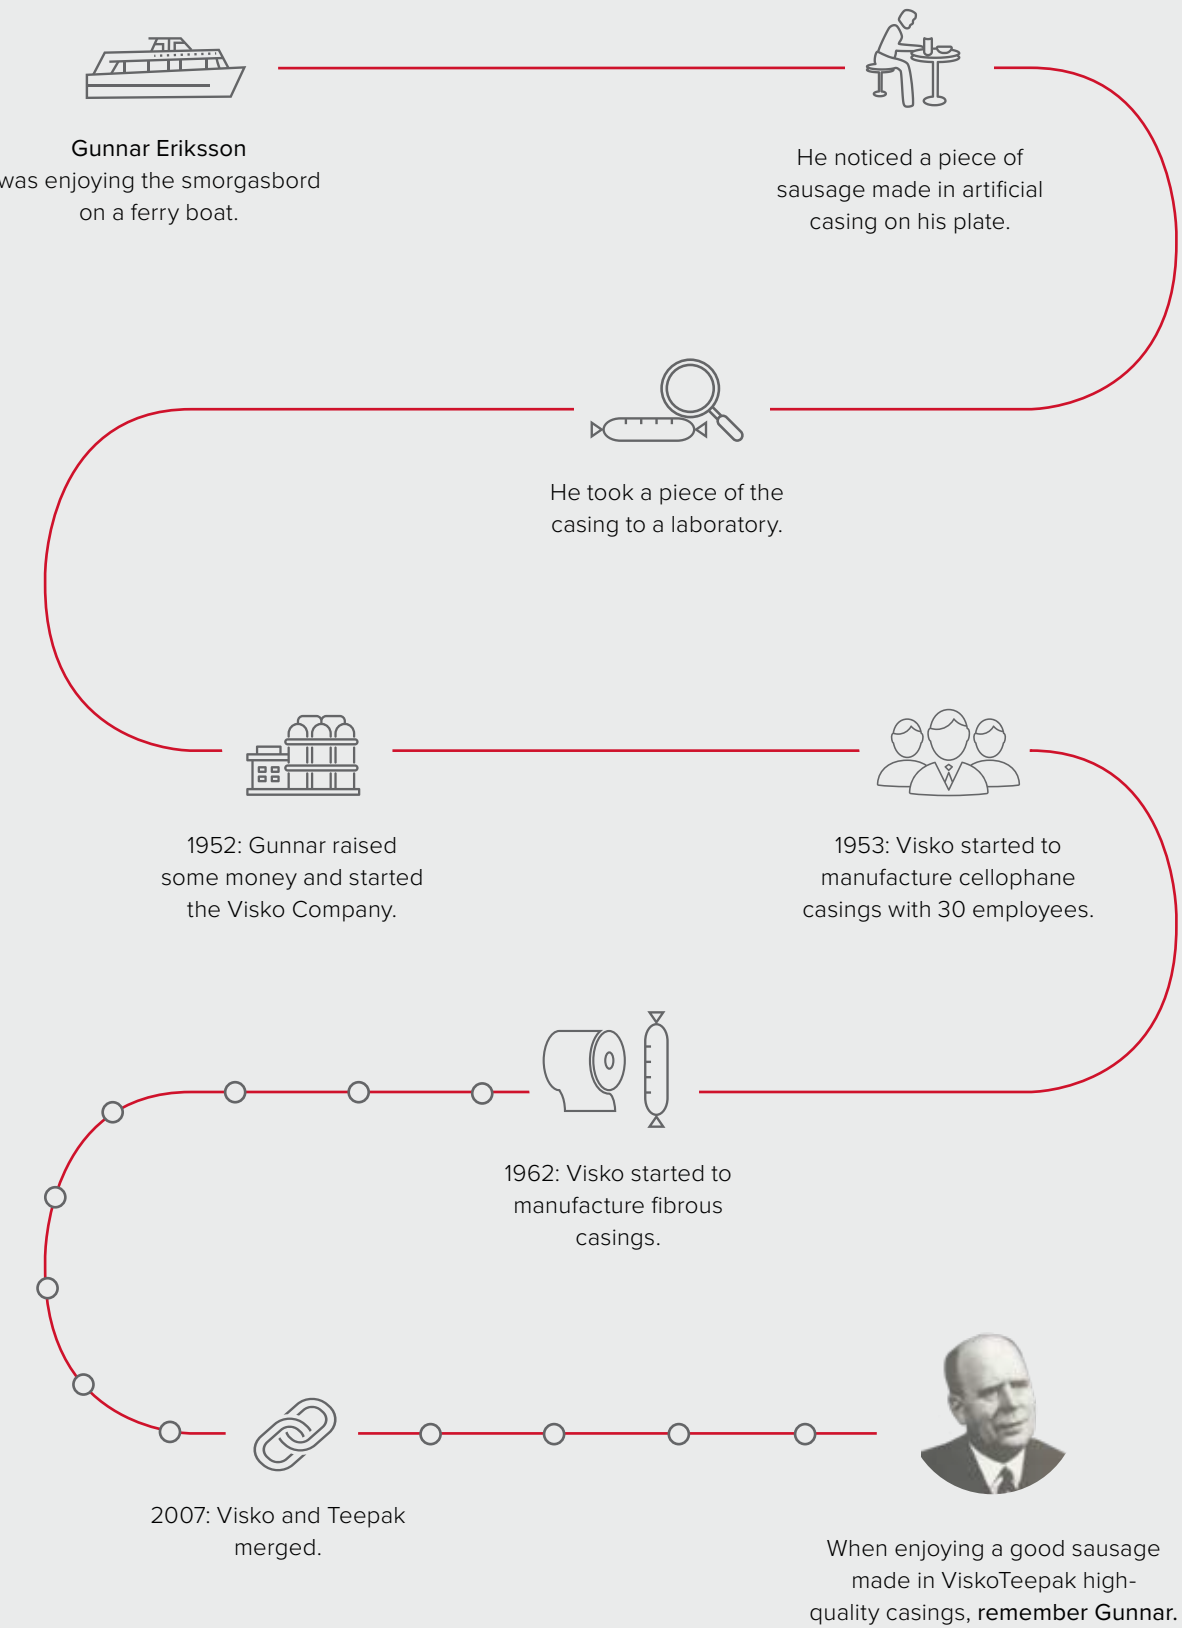 Gunnar Eriksson
was enjoying the smorgasbord
on a ferry boat.
He noticed a piece of
sausage made in artificial
casing on his plate.
He took a piece of the
casing to a laboratory.
1952: Gunnar raised
some money and started
the Visko Company.
1953: Visko started to
manufacture cellophane
casings with 30 employees.
1962: Visko started to
manufacture fibrous
casings.
2007: Visko and Teepak
merged.
When enjoying a good sausage
made in ViskoTeepak high-
quality casings, remember Gunnar.